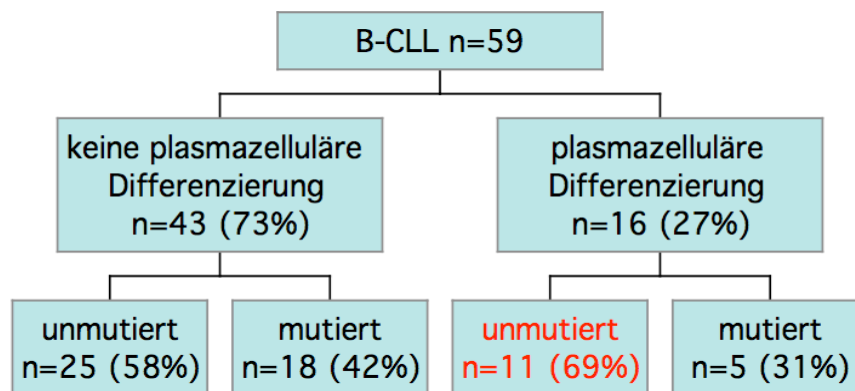 B-CLL n=59
keine plasmazelluläre
Differenzierung
n=43 (73%)
plasmazelluläre
Differenzierung
n=16 (27%)
unmutiert
n=25 (58%)
mutiert
n=18 (42%)
unmutiert
n=11 (69%)
mutiert
n=5 (31%)